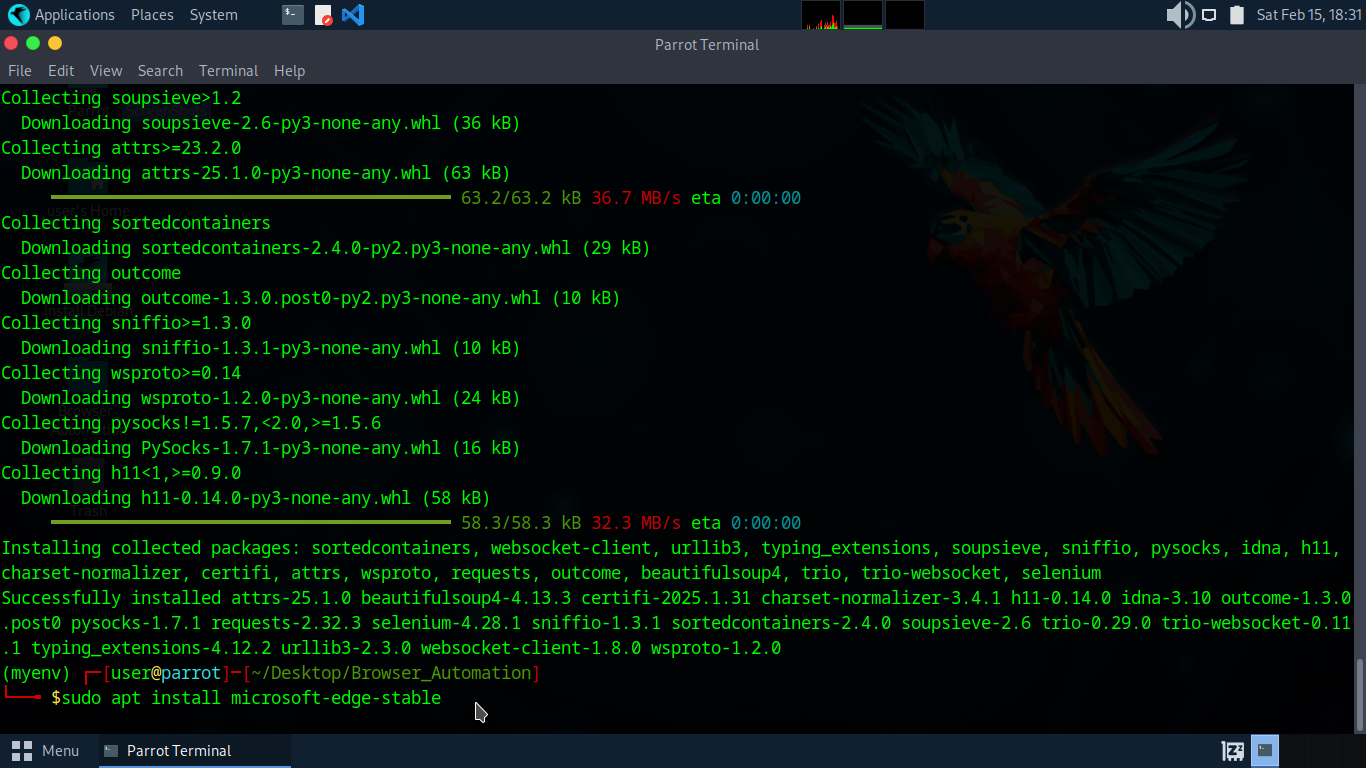 Applications Places System Sat Feb 15, 18:31
Parrot Terminal
File Edit View Search Terminal Help
Collecting soupsieve>1.2
Downloading soupsieve-2.6-py3-none-any.whl (36 kB)
Collecting attrs>=23.2.0
Downloading attrs-25.1.0-py3-none-any.whl (63 kB)
63.2/63.2 kB 36.7 MB/s eta 0:00:00
user's Home
Collecting sortedcontainers
Downloading sortedcontainers-2.4.0-py2.py3-none-any.whl (29 kB)
Collecting outcome
Downloading outcome-1.3.0.post0-py2.py3-none-any.whl (10 kB)
Install Debian
Collecting sniffio>=1.3.0
Downloading sniffio-1.3.1-py3-none-any.whl (10 kB)
Collecting wsproto>=0.14
Downloading wsproto-1.2.0-py3-none-any.whl (24 kB)
Browser
Collecting pysocks!=1.5.7,<2.0,>=1.5.6
Downloading PySocks-1.7.1-py3-none-any.whl (16 kB)
Collecting h11<1,>=0.9.0
Downloading h11-0.14.0-py3-none-any.whl (58 kB)
Trash
58.3/58.3 kB 32.3 MB/s eta 0:00:00
Installing collected packages: sortedcontainers, websocket-client, urllib3, typing_extensions, soupsieve, sniffio, pysocks, idna, h11,
charset-normalizer, certifi, attrs, wsproto, requests, outcome, beautifulsoup4, trio, trio-websocket, selenium
Successfully installed attrs-25.1.0 beautifulsoup4-4.13.3 certifi-2025.1.31 charset-normalizer-3.4.1 h11-0.14.0 idna-3.10 outcome-1.3.0
.post0 pysocks-1.7.1 requests-2.32.3 selenium-4.28.1 sniffio-1.3.1 sortedcontainers-2.4.0 soupsieve-2.6 trio-0.29.0 trio-websocket-0.11
.1 typing_extensions-4.12.2 urllib3-2.3.0 websocket-client-1.8.0 wsproto-1.2.0
(myenv) ┌─[user@parrot]─[~/Desktop/Browser_Automation]
└──╼ $sudo apt install microsoft-edge-stable
Menu Parrot Terminal